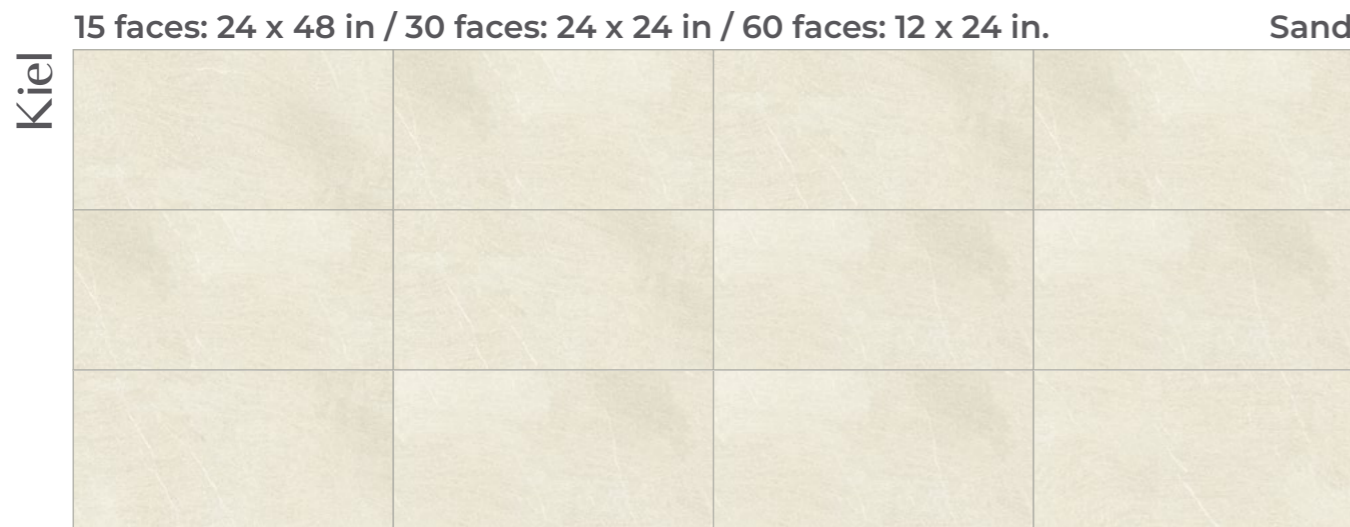 15 faces: 24 x 48 in / 30 faces: 24 x 24 in / 60 faces: 12 x 24 in.
Sand
Kiel